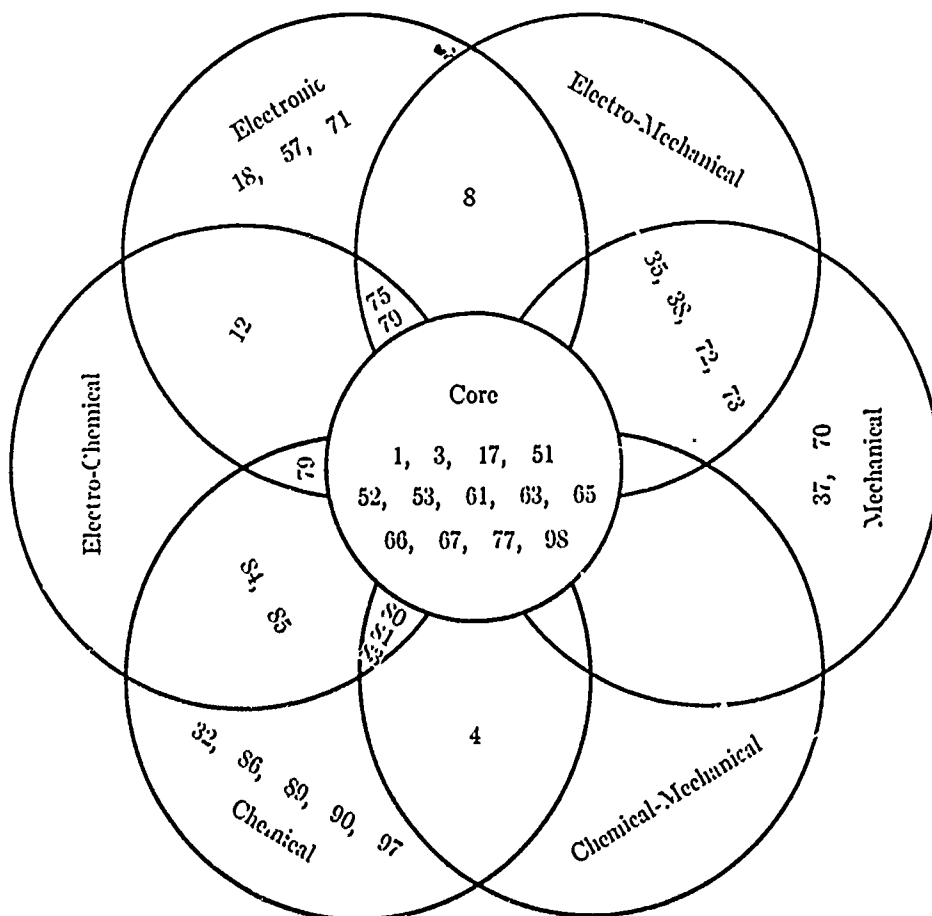 Electronic
18, 57, 71
Electro-Mechanical
8
35, 38, 72, 73
12
75
79
Electro-Chemical
79
Core
1, 3, 17, 51
52, 53, 61, 63, 65
66, 67, 77, 98
37, 70
Mechanical
84, 85
80
4
32, 86, 89, 90, 97
Chemical
Chemical-Mechanical